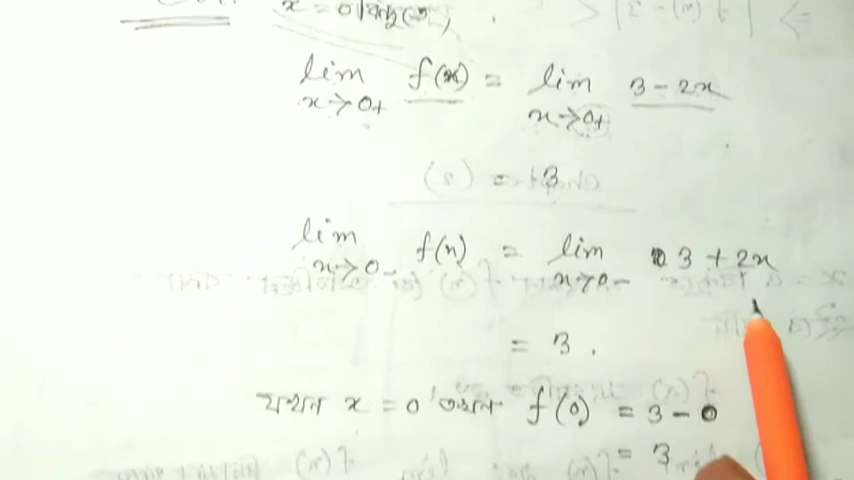 x = 0 বিন্দুতে,
lim f(x) = lim 3 - 2x
x→0+ x→0+
= 3
lim f(x) = lim 3 + 2x
x→0- x→0-
= 3.
যখন x = 0 তখন f(0) = 3 - 0
= 3